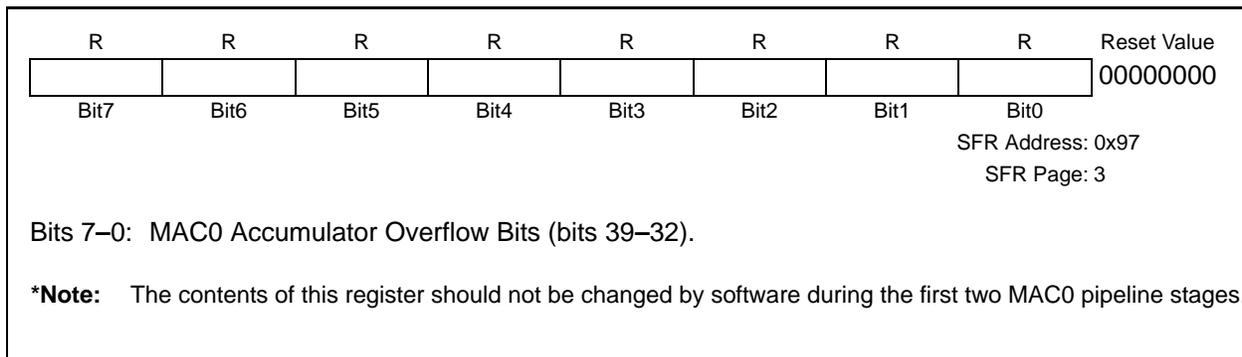 R R R R R R R R Reset Value
00000000
Bit7 Bit6 Bit5 Bit4 Bit3 Bit2 Bit1 Bit0
SFR Address: 0x97
SFR Page: 3
Bits 7–0: MAC0 Accumulator Overflow Bits (bits 39–32).
*Note: The contents of this register should not be changed by software during the first two MAC0 pipeline stages